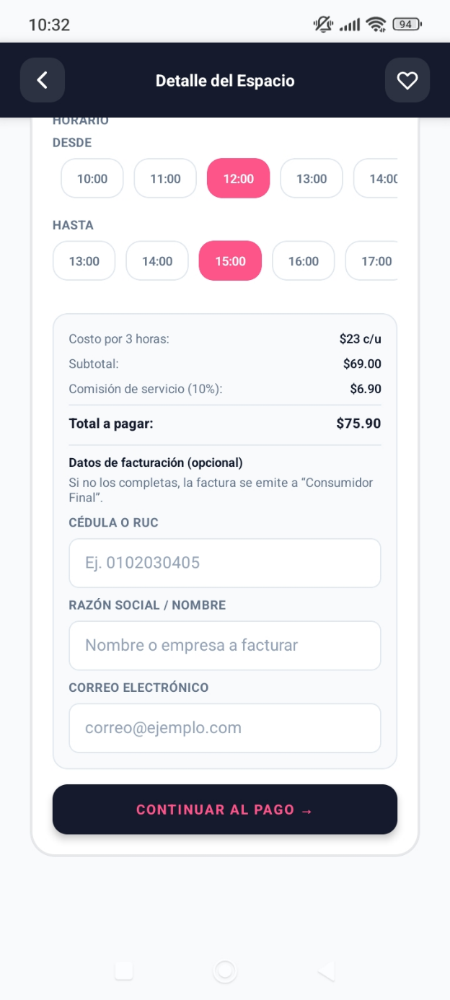 10:32
94
Detalle del Espacio
HORARIO
DESDE
10:00 11:00 12:00 13:00 14:00
HASTA
13:00 14:00 15:00 16:00 17:00
Costo por 3 horas: $23 c/u
Subtotal: $69.00
Comisión de servicio (10%): $6.90
Total a pagar: $75.90
Datos de facturación (opcional)
Si no los completas, la factura se emite a “Consumidor
Final”.
CÉDULA O RUC
Ej. 0102030405
RAZÓN SOCIAL / NOMBRE
Nombre o empresa a facturar
CORREO ELECTRÓNICO
correo@ejemplo.com
CONTINUAR AL PAGO →